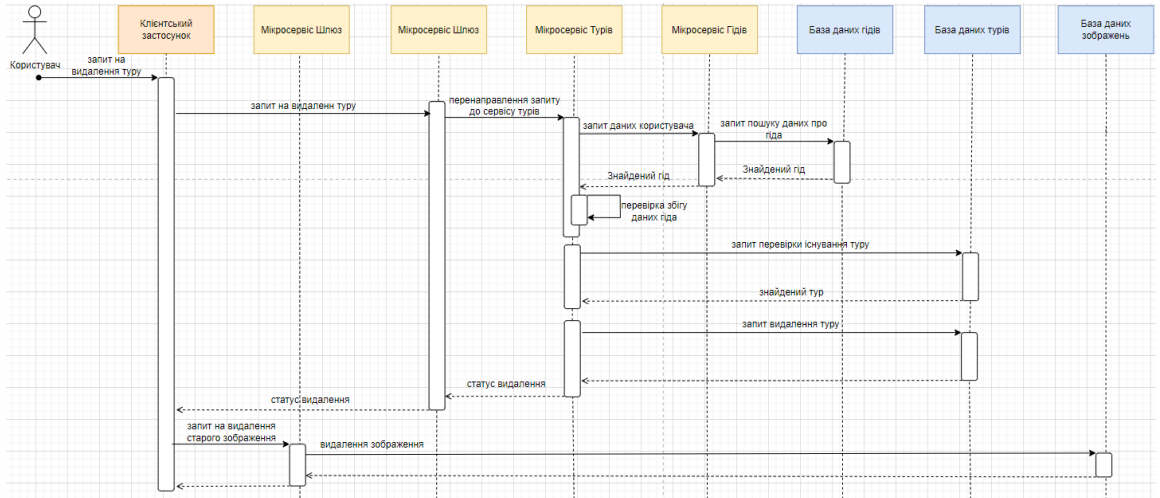 Клієнтський
застосунок
Мікросервіс Шлюз
Мікросервіс Шлюз
Мікросервіс Турів
Мікросервіс Гідів
База даних гідів
База даних турів
База даних
зображень
Користувач
запит на
видалення туру
запит на видаленн туру
перенаправлення запиту
до сервісу турів
запит даних користувача
запит пошуку даних про
гіда
Знайдений гід
Знайдений гід
перевірка збігу
даних гіда
запит перевірки існування туру
знайдений тур
запит видалення туру
статус видалення
статус видалення
запит на видалення
старого зображення
видалення зображення